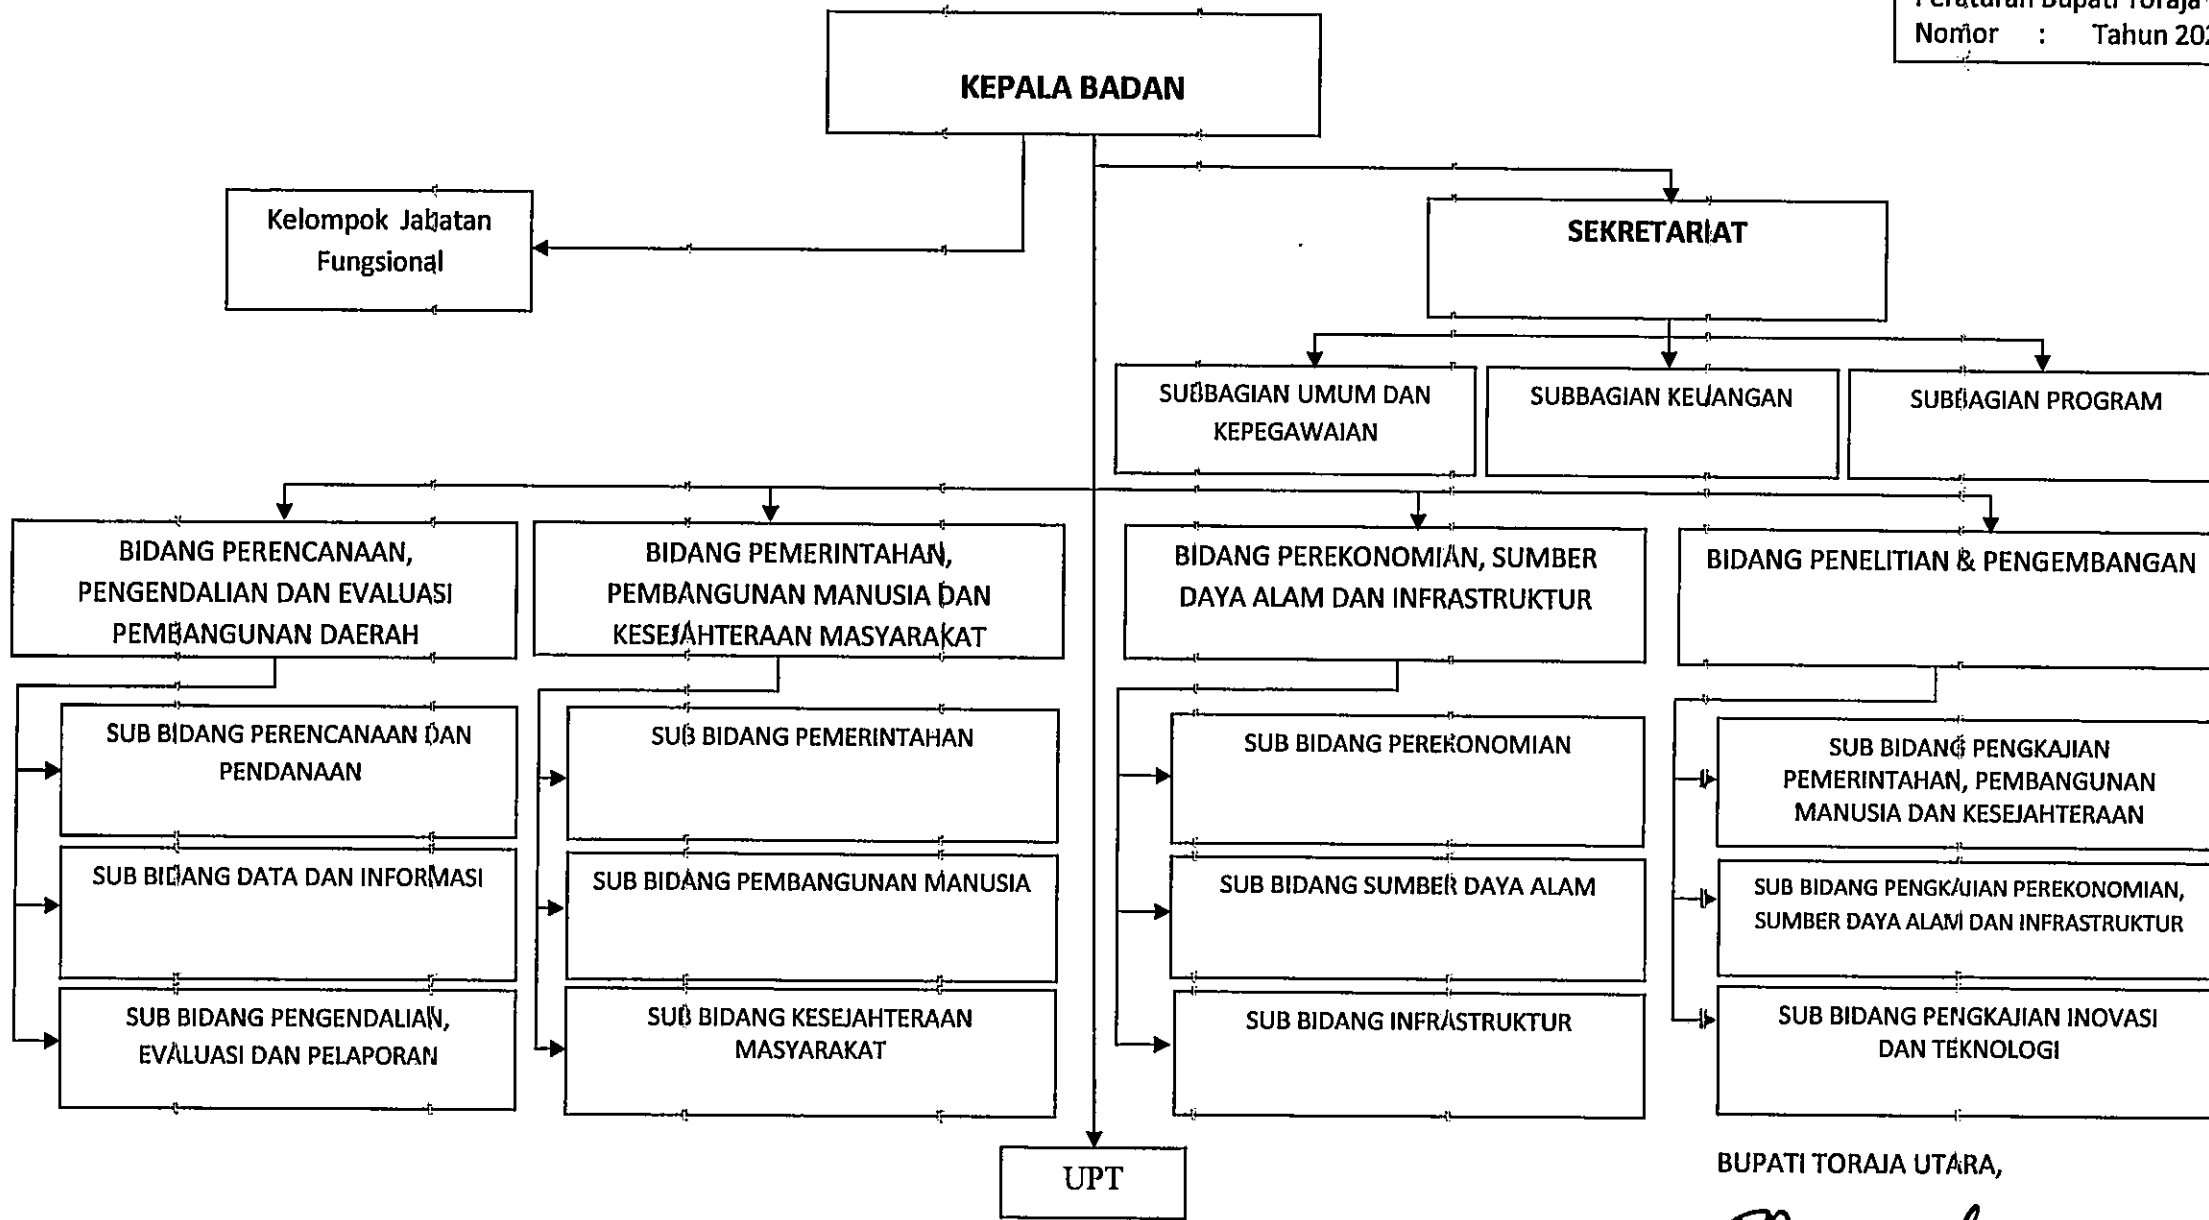 Peraturan Bupati Toraja
Nomor : Tahun 202
KEPALA BADAN
Kelompok Jabatan
Fungsional
SEKRETARIAT
SUBBAGIAN UMUM DAN
KEPEGAWAIAN
SUBBAGIAN KEUANGAN
SUBBAGIAN PROGRAM
BIDANG PERENCANAAN,
PENGENDALIAN DAN EVALUASI
PEMBANGUNAN DAERAH
BIDANG PEMERINTAHAN,
PEMBANGUNAN MANUSIA DAN
KESEJAHTERAAN MASYARAKAT
BIDANG PEREKONOMIAN, SUMBER
DAYA ALAM DAN INFRASTRUKTUR
BIDANG PENELITIAN & PENGEMBANGAN
SUB BIDANG PERENCANAAN DAN
PENDANAAN
SUB BIDANG DATA DAN INFORMASI
SUB BIDANG PENGENDALIAN,
EVALUASI DAN PELAPORAN
SUB BIDANG PEMERINTAHAN
SUB BIDANG PEMBANGUNAN MANUSIA
SUB BIDANG KESEJAHTERAAN
MASYARAKAT
SUB BIDANG PEREKONOMIAN
SUB BIDANG SUMBER DAYA ALAM
SUB BIDANG INFRASTRUKTUR
SUB BIDANG PENGKAJIAN
PEMERINTAHAN, PEMBANGUNAN
MANUSIA DAN KESEJAHTERAAN
SUB BIDANG PENGKAJIAN PEREKONOMIAN,
SUMBER DAYA ALAM DAN INFRASTRUKTUR
SUB BIDANG PENGKAJIAN INOVASI
DAN TEKNOLOGI
UPT
BUPATI TORAJA UTARA,